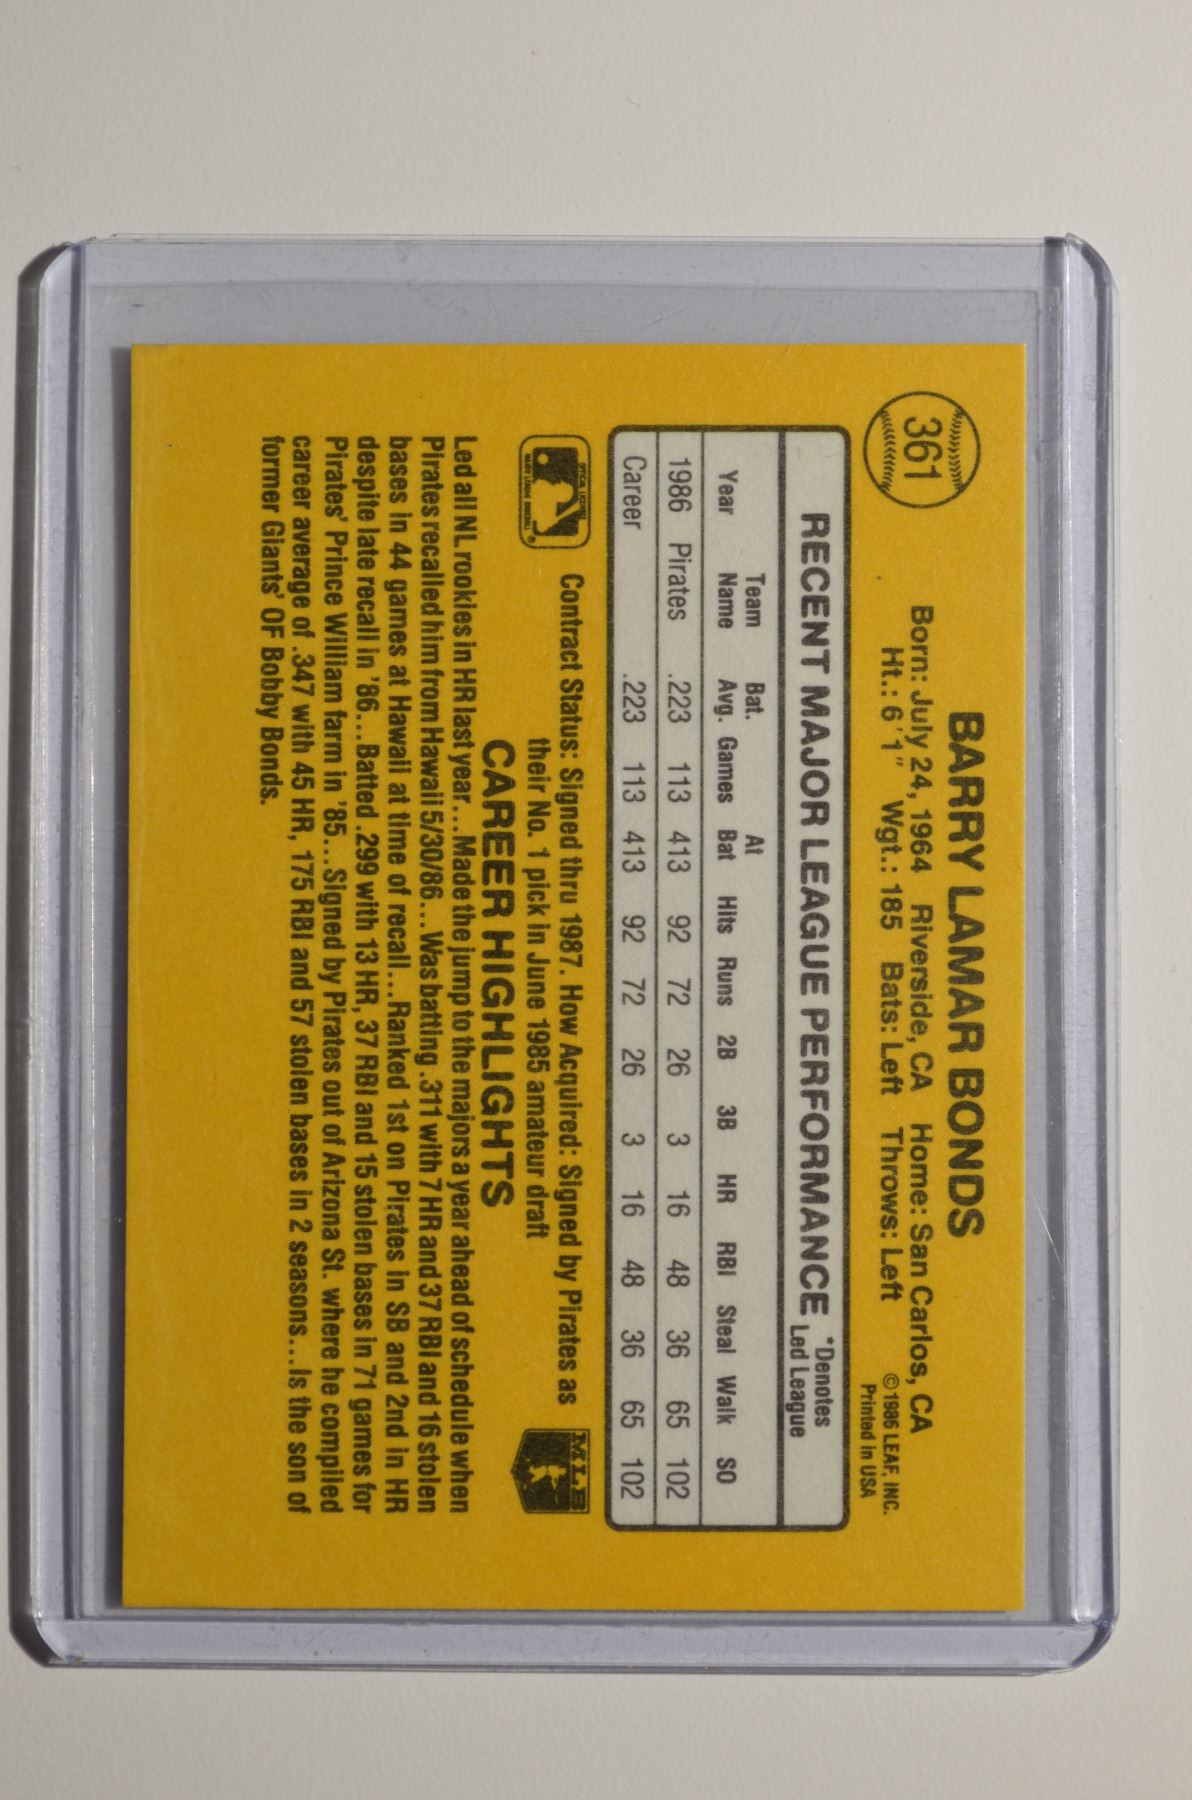 361
BARRY LAMAR BONDS
Born: July 24, 1964 Riverside, CA Home: San Carlos, CA
Ht.: 6'1" Wgt.: 185 Bats: Left Throws: Left
©1986 LEAF, INC.
Printed in USA
RECENT MAJOR LEAGUE PERFORMANCE *Denotes Led League
Year Team Name Bat. Avg. Games At Bat Hits Runs 2B 3B HR RBI Steal Walk SO
1986 Pirates .223 113 413 92 72 26 3 16 48 36 65 102
Career .223 113 413 92 72 26 3 16 48 36 65 102
OFFICIAL LICENSEE
MAJOR LEAGUE BASEBALL
®
Contract Status: Signed thru 1987. How Acquired: Signed by Pirates as
their No. 1 pick in June 1985 amateur draft
MLB
CAREER HIGHLIGHTS
Led all NL rookies in HR last year...Made the jump to the majors a year ahead of schedule when
Pirates recalled him from Hawaii 5/30/86...Was batting .311 with 7 HR and 37 RBI and 16 stolen
bases in 44 games at Hawaii at time of recall...Ranked 1st on Pirates in SB and 2nd in HR
despite late recall in '86...Batted .299 with 13 HR, 37 RBI and 15 stolen bases in 71 games for
Pirates' Prince William farm in '85...Signed by Pirates out of Arizona St. where he compiled
career average of .347 with 45 HR, 175 RBI and 57 stolen bases in 2 seasons...Is the son of
former Giants' OF Bobby Bonds.